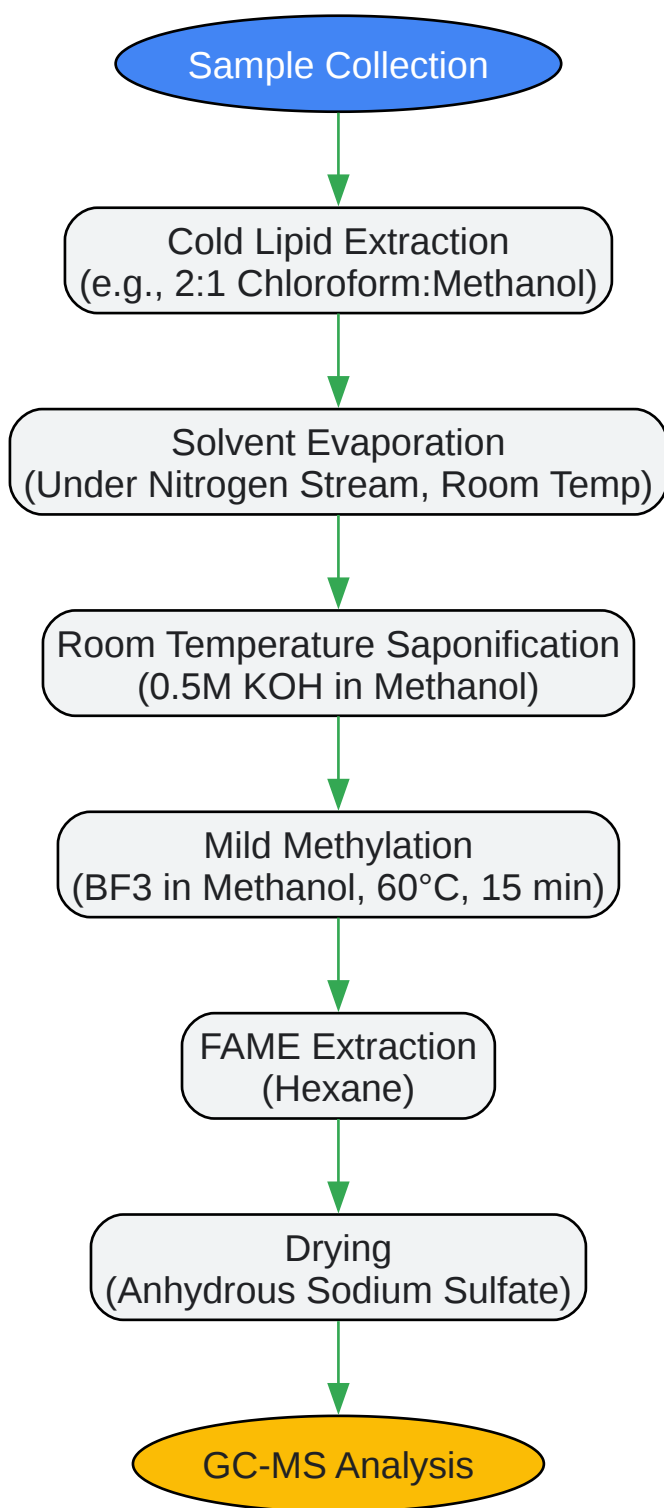 Sample Collection
Cold Lipid Extraction
(e.g., 2:1 Chloroform:Methanol)
Solvent Evaporation
(Under Nitrogen Stream, Room Temp)
Room Temperature Saponification
(0.5M KOH in Methanol)
Mild Methylation
(BF3 in Methanol, 60°C, 15 min)
FAME Extraction
(Hexane)
Drying
(Anhydrous Sodium Sulfate)
GC-MS Analysis